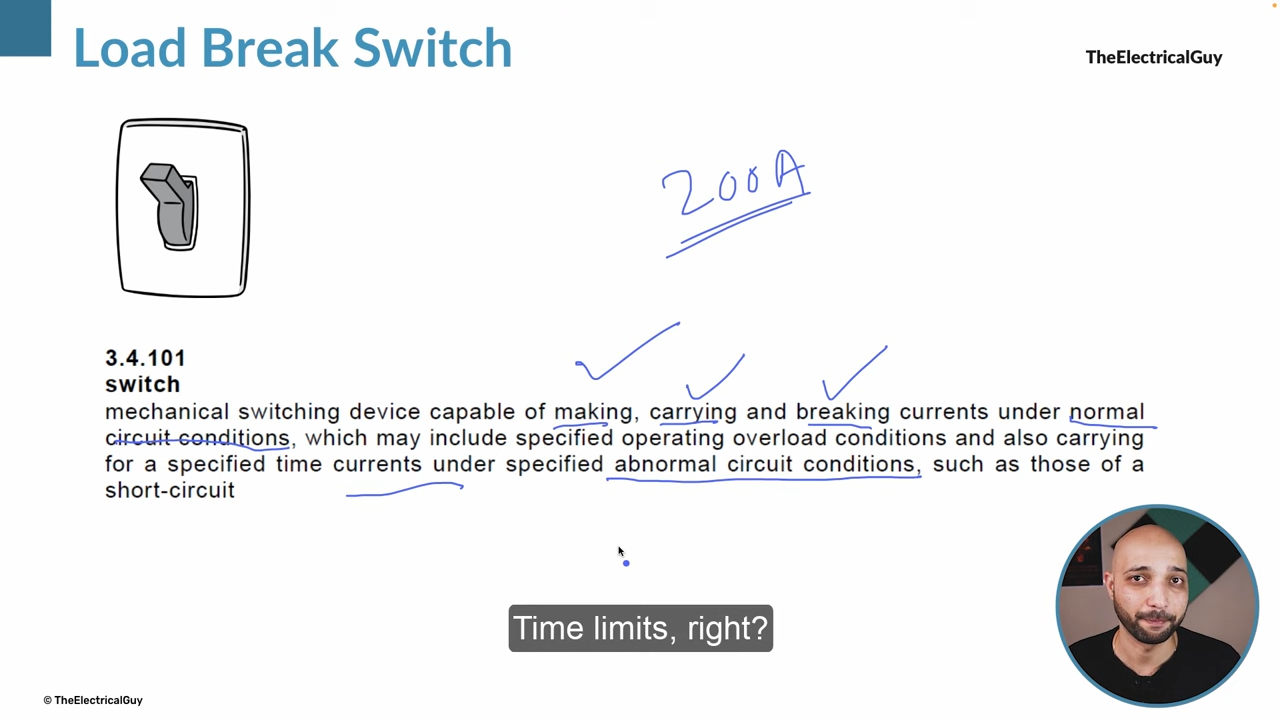 Load Break Switch
TheElectricalGuy
200A
3.4.101
switch
mechanical switching device capable of making, carrying and breaking currents under normal
circuit conditions, which may include specified operating overload conditions and also carrying
for a specified time currents under specified abnormal circuit conditions, such as those of a
short-circuit
Time limits, right?
© TheElectricalGuy